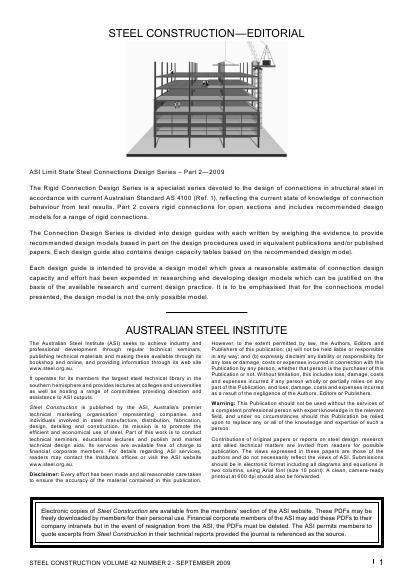 STEEL CONSTRUCTION—EDITORIAL
ASI Limit State Steel Connections Design Series – Part 2—2009
The Rigid Connection Design Series is a specialist series devoted to the design of connections in structural steel in
accordance with current Australian Standard AS 4100 (Ref. 1), reflecting the current state of knowledge of connection
behaviour from test results. Part 2 covers rigid connections for open sections and includes recommended design
models for a range of rigid connections.
The Connection Design Series is divided into design guides with each written by weighing the evidence to provide
recommended design models based in part on the design procedures used in equivalent publications and/or published
papers. Each design guide also contains design capacity tables based on the recommended design model.
Each design guide is intended to provide a design model which gives a reasonable estimate of connection design
capacity and effort has been expended in researching and developing design models which can be justified on the
basis of the available research and current design practice. It is to be emphasised that for the connections model
presented, the design model is not the only possible model.
AUSTRALIAN STEEL INSTITUTE
The Australian Steel Institute (ASI) seeks to achieve industry and
professional development through regular technical seminars,
publishing technical materials and making these available through its
bookshop and online, and providing information through its web site
www.steel.org.au.
It operates for its members the largest steel technical library in the
southern hemisphere and provides lectures at colleges and universities
as well as hosting a range of committees providing direction and
assistance to ASI outputs.
Steel Construction is published by the ASI, Australia's premier
technical marketing organisation representing companies and
individuals involved in steel manufacture, distribution, fabrication,
design, detailing and construction. Its mission is to promote the
efficient and economical use of steel. Part of its work is to conduct
technical seminars, educational lectures and publish and market
technical design aids. Its services are available free of charge to
financial corporate members. For details regarding ASI services,
readers may contact the Institute's offices or visit the ASI website
www.steel.org.au.
Disclaimer: Every effort has been made and all reasonable care taken
to ensure the accuracy of the material contained in this publication.
However, to the extent permitted by law, the Authors, Editors and
Publishers of this publication: (a) will not be held liable or responsible
in any way; and (b) expressly disclaim any liability or responsibility for
any loss or damage, costs or expenses incurred in connection with this
Publication by any person, whether that person is the purchaser of this
Publication or not. Without limitation, this includes loss, damage, costs
and expenses incurred if any person wholly or partially relies on any
part of this Publication, and loss, damage, costs and expenses incurred
as a result of the negligence of the Authors, Editors or Publishers.
Warning: This Publication should not be used without the services of
a competent professional person with expert knowledge in the relevant
field, and under no circumstances should this Publication be relied
upon to replace any or all of the knowledge and expertise of such a
person.
Contributions of original papers or reports on steel design, research
and allied technical matters are invited from readers for possible
publication. The views expressed in these papers are those of the
authors and do not necessarily reflect the views of ASI. Submissions
should be in electronic format including all diagrams and equations in
two columns, using Arial font (size 10 point). A clean, camera-ready
printout at 600 dpi should also be forwarded.
Electronic copies of Steel Construction are available from the members' section of the ASI website. These PDFs may be
freely downloaded by members for their personal use. Financial corporate members of the ASI may add these PDFs to their
company intranets but in the event of resignation from the ASI, the PDFs must be deleted. The ASI permits members to
quote excerpts from Steel Construction in their technical reports provided the journal is referenced as the source.
STEEL CONSTRUCTION VOLUME 42 NUMBER 2 - SEPTEMBER 2009
1